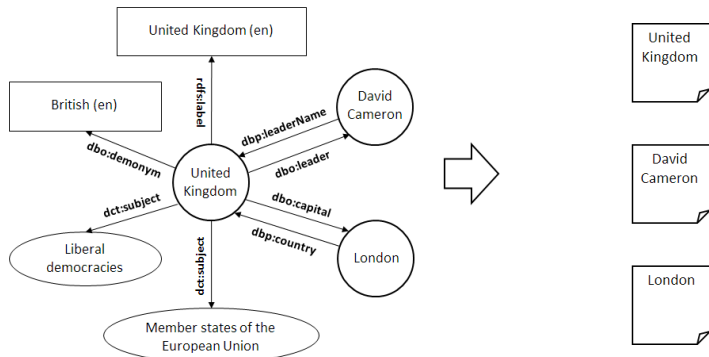 United Kingdom (en)
rdfs:label
British (en)
dbo:demonym
David
Cameron
dbp:leaderName
dbo:leader
United
Kingdom
dct:subject
Liberal
democracies
dct:subject
dbo:capital
dbp:country
London
Member states of the
European Union
United
Kingdom
David
Cameron
London